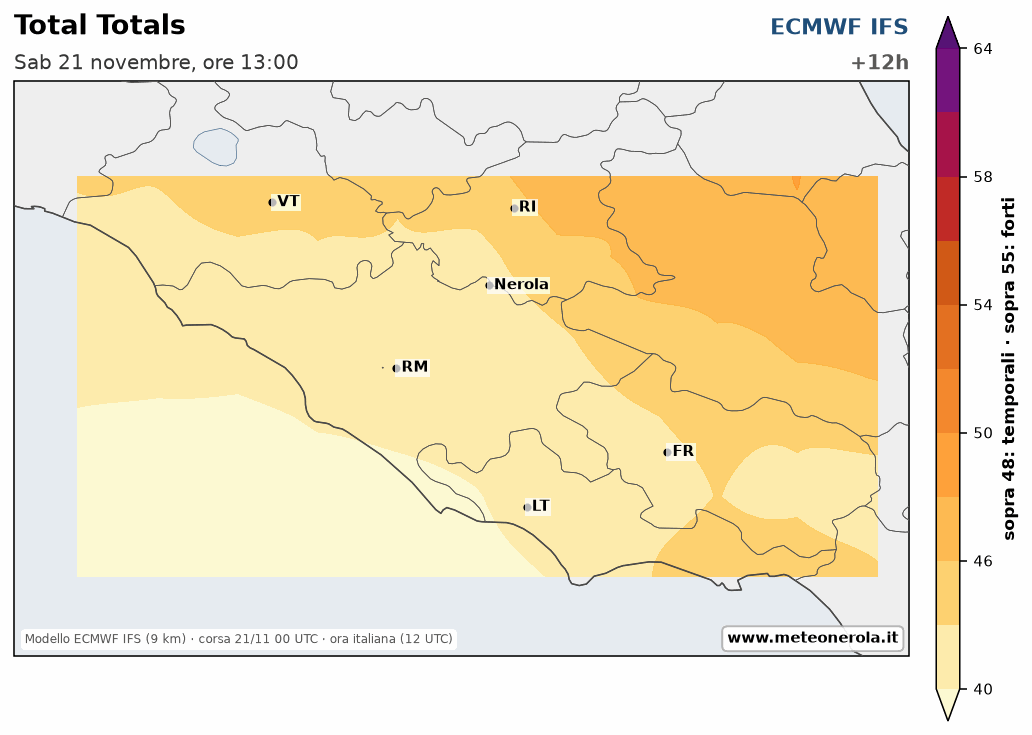 Total Totals
ECMWF IFS
Sab 21 novembre, ore 13:00
+12h
VT
RI
Nerola
RM
FR
LT
Modello ECMWF IFS (9 km) · corsa 21/11 00 UTC · ora italiana (12 UTC)
www.meteonerola.it
64
58
54
50
46
40
sopra 48: temporali · sopra 55: forti